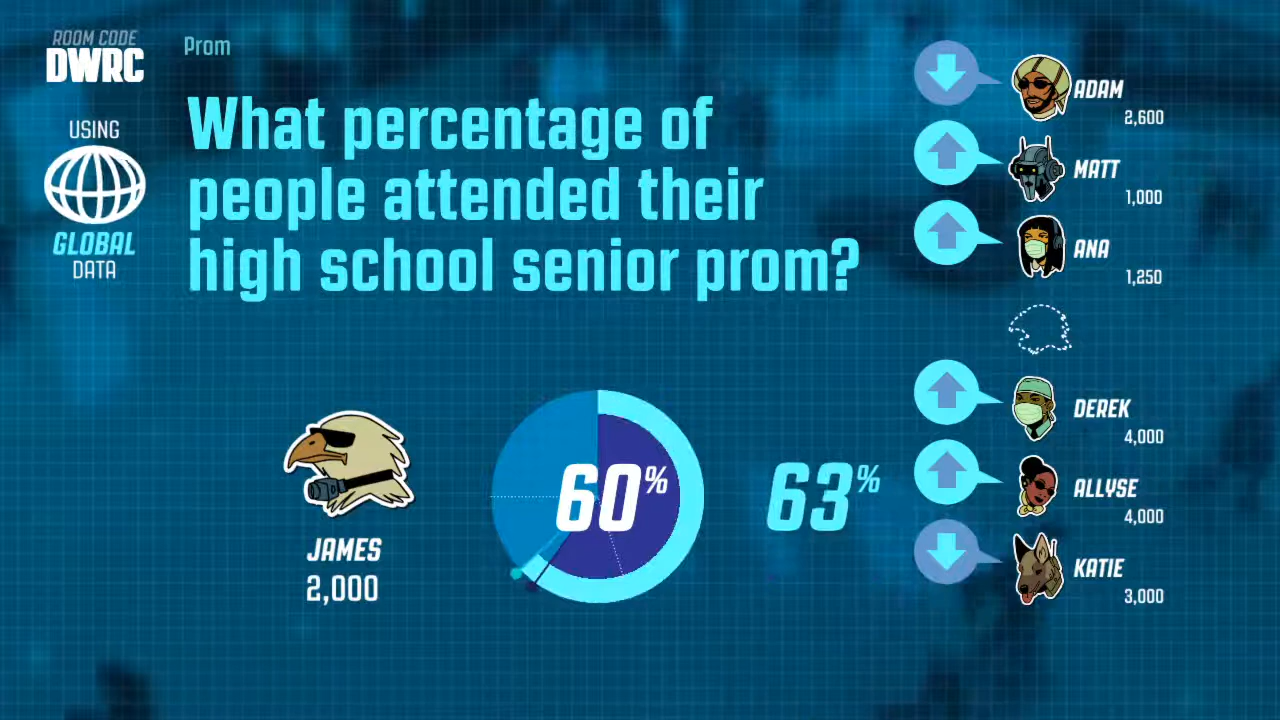 ROOM CODE
DWRC
USING
GLOBAL
DATA
Prom
What percentage of
people attended their
high school senior prom?
JAMES
2,000
60%
63%
ADAM
2,600
MATT
1,000
ANA
1,250
DEREK
4,000
ALLYSE
4,000
KATIE
3,000